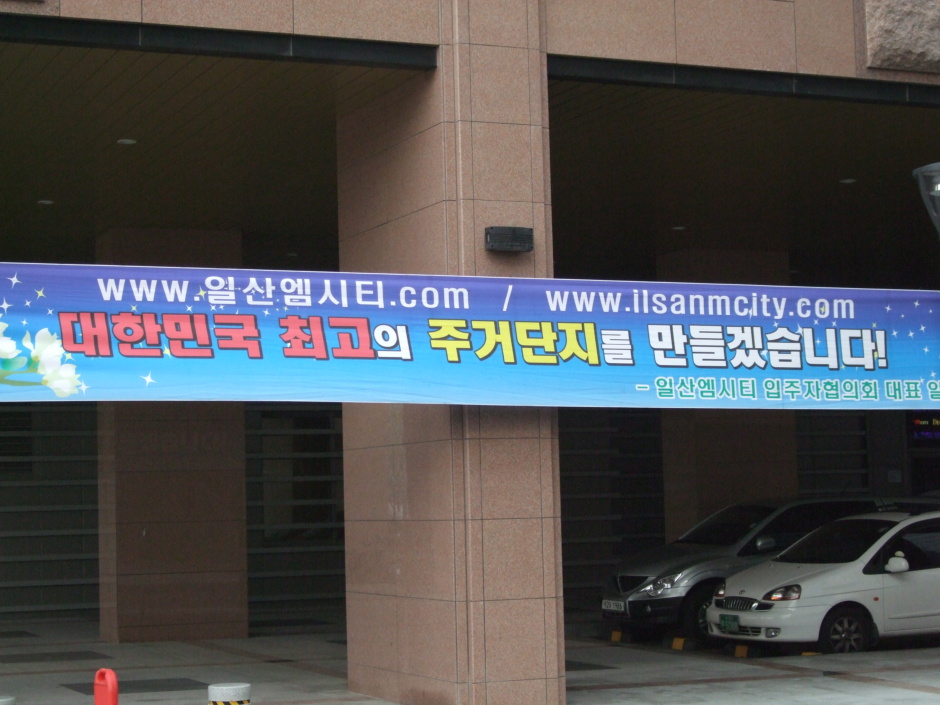 www.일산엠시티.com / www.ilsanmcity.com
대한민국 최고의 주거단지를 만들겠습니다!
- 일산엠시티 입주자협의회 대표